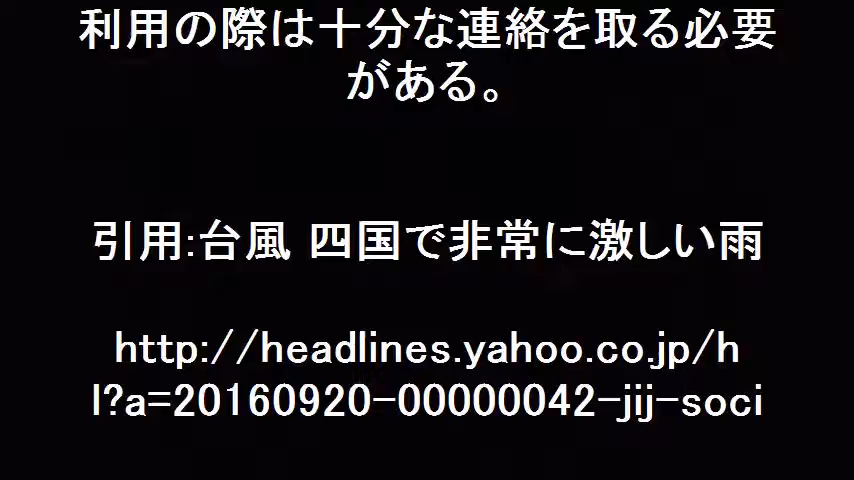 利用の際は十分な連絡を取る必要
がある。
引用:台風 四国で非常に激しい雨
http://headlines.yahoo.co.jp/h
l?a=20160920-00000042-jij-soci